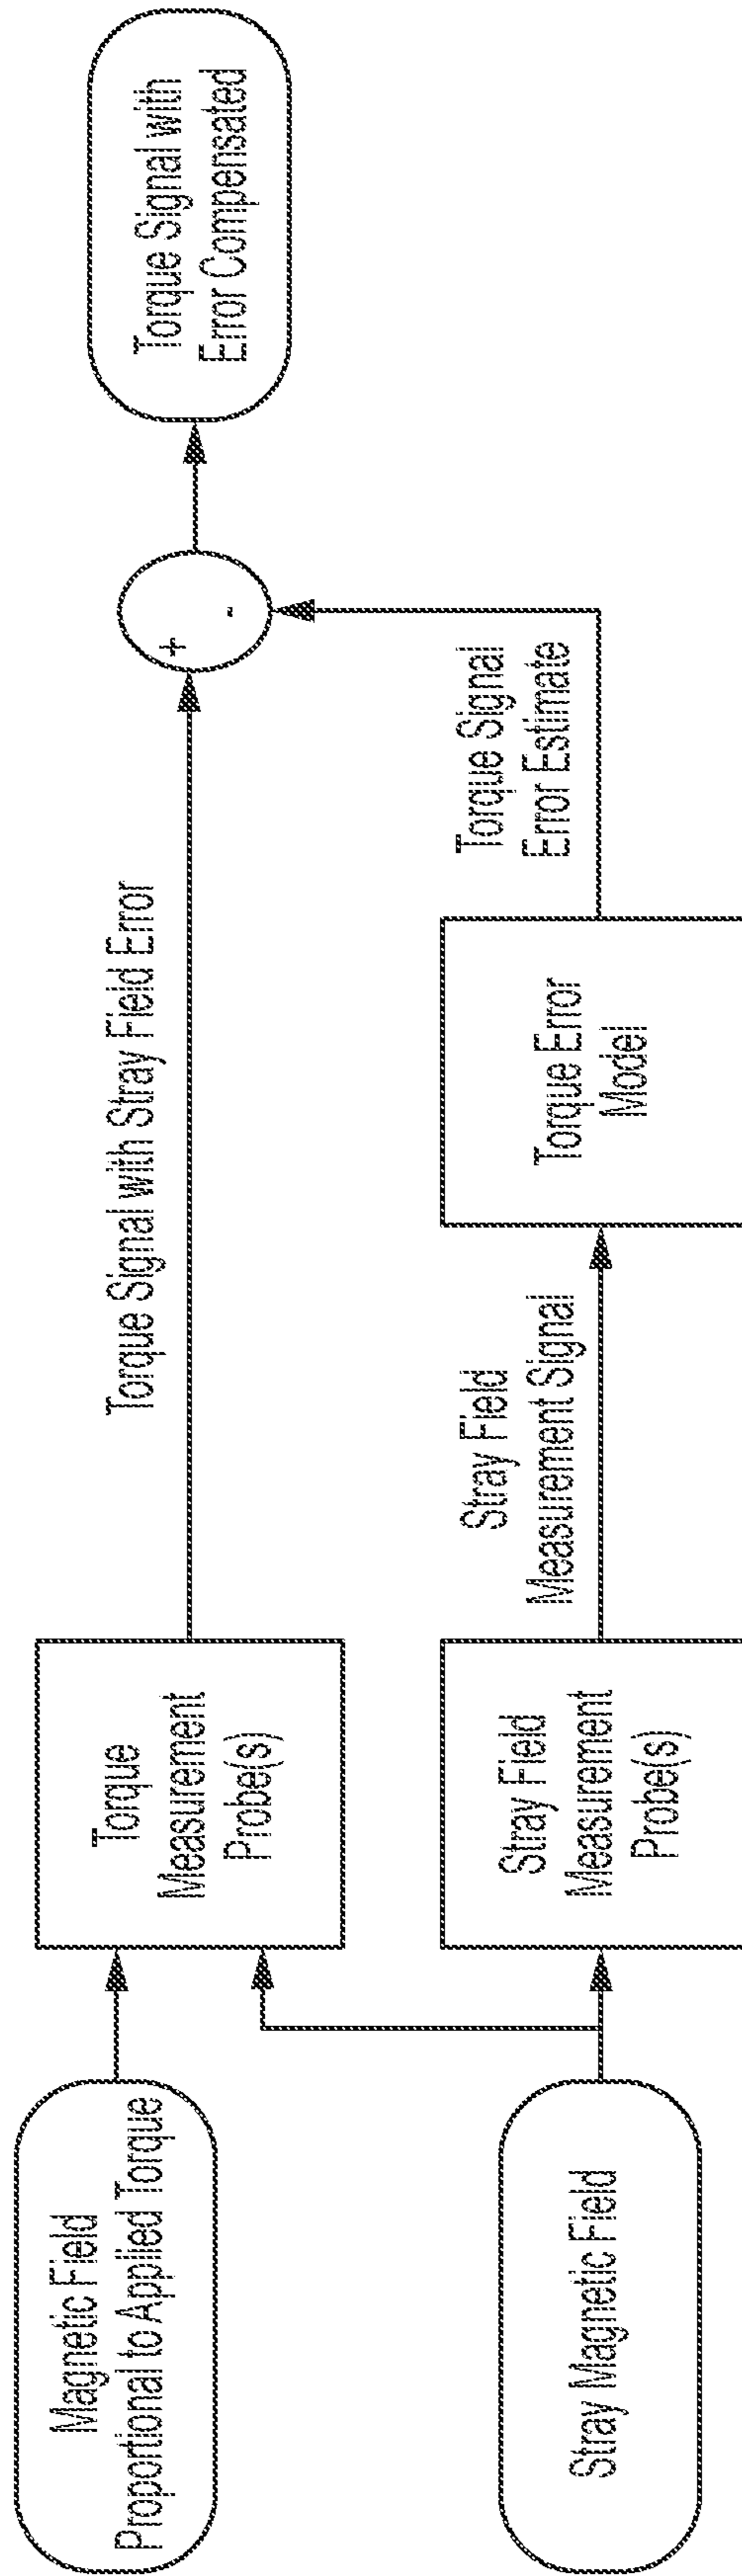 Magnetic Field
Proportional to Applied Torque
Stray Magnetic Field
Torque
Measurement
Probe(s)
Stray Field
Measurement
Probe(s)
Torque Signal with Stray Field Error
Stray Field
Measurement Signal
Torque Error
Model
Torque Signal
Error Estimate
+
-
Torque Signal with
Error Compensated